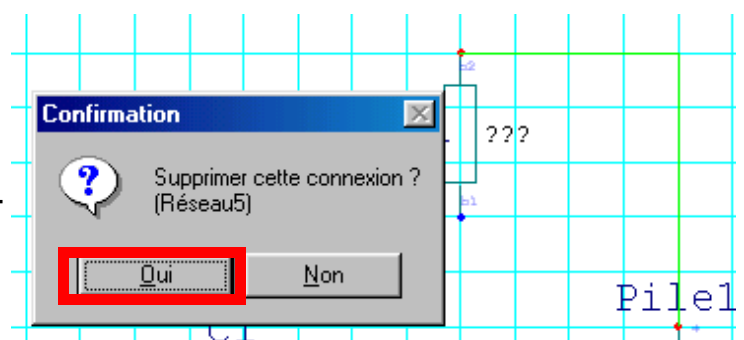 b2
Confirmation
???
?
Supprimer cette connexion ?
(Réseau5)
b1
Oui
Non
Pile1
+